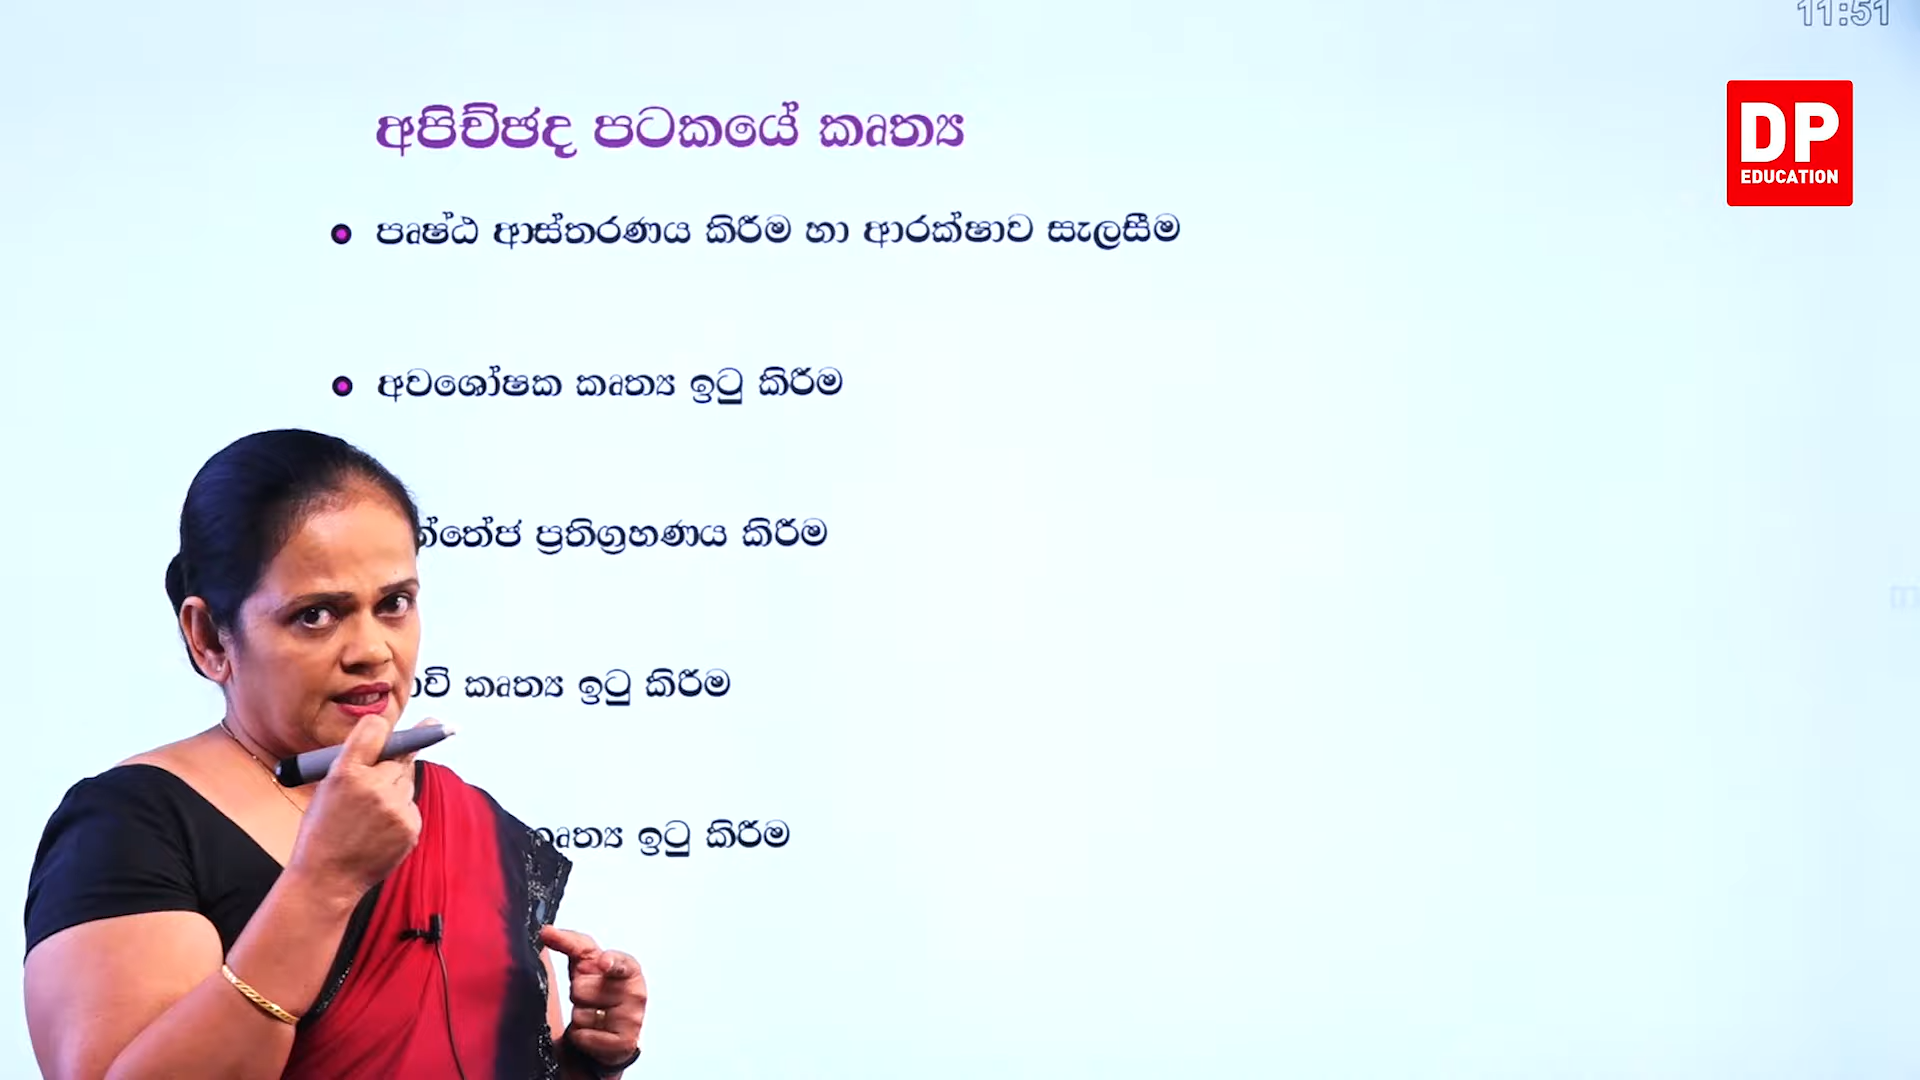 11:51
DP
EDUCATION
අපිච්ඡද පටකයේ කෘත්‍ය
පෘෂ්ඨ ආස්තරණය කිරීම හා ආරක්ෂාව සැලසීම
අවශෝෂක කෘත්‍ය ඉටු කිරීම
ප්‍රතිග්‍රහණය කිරීම
කෘත්‍ය ඉටු කිරීම
ඉටු කිරීම